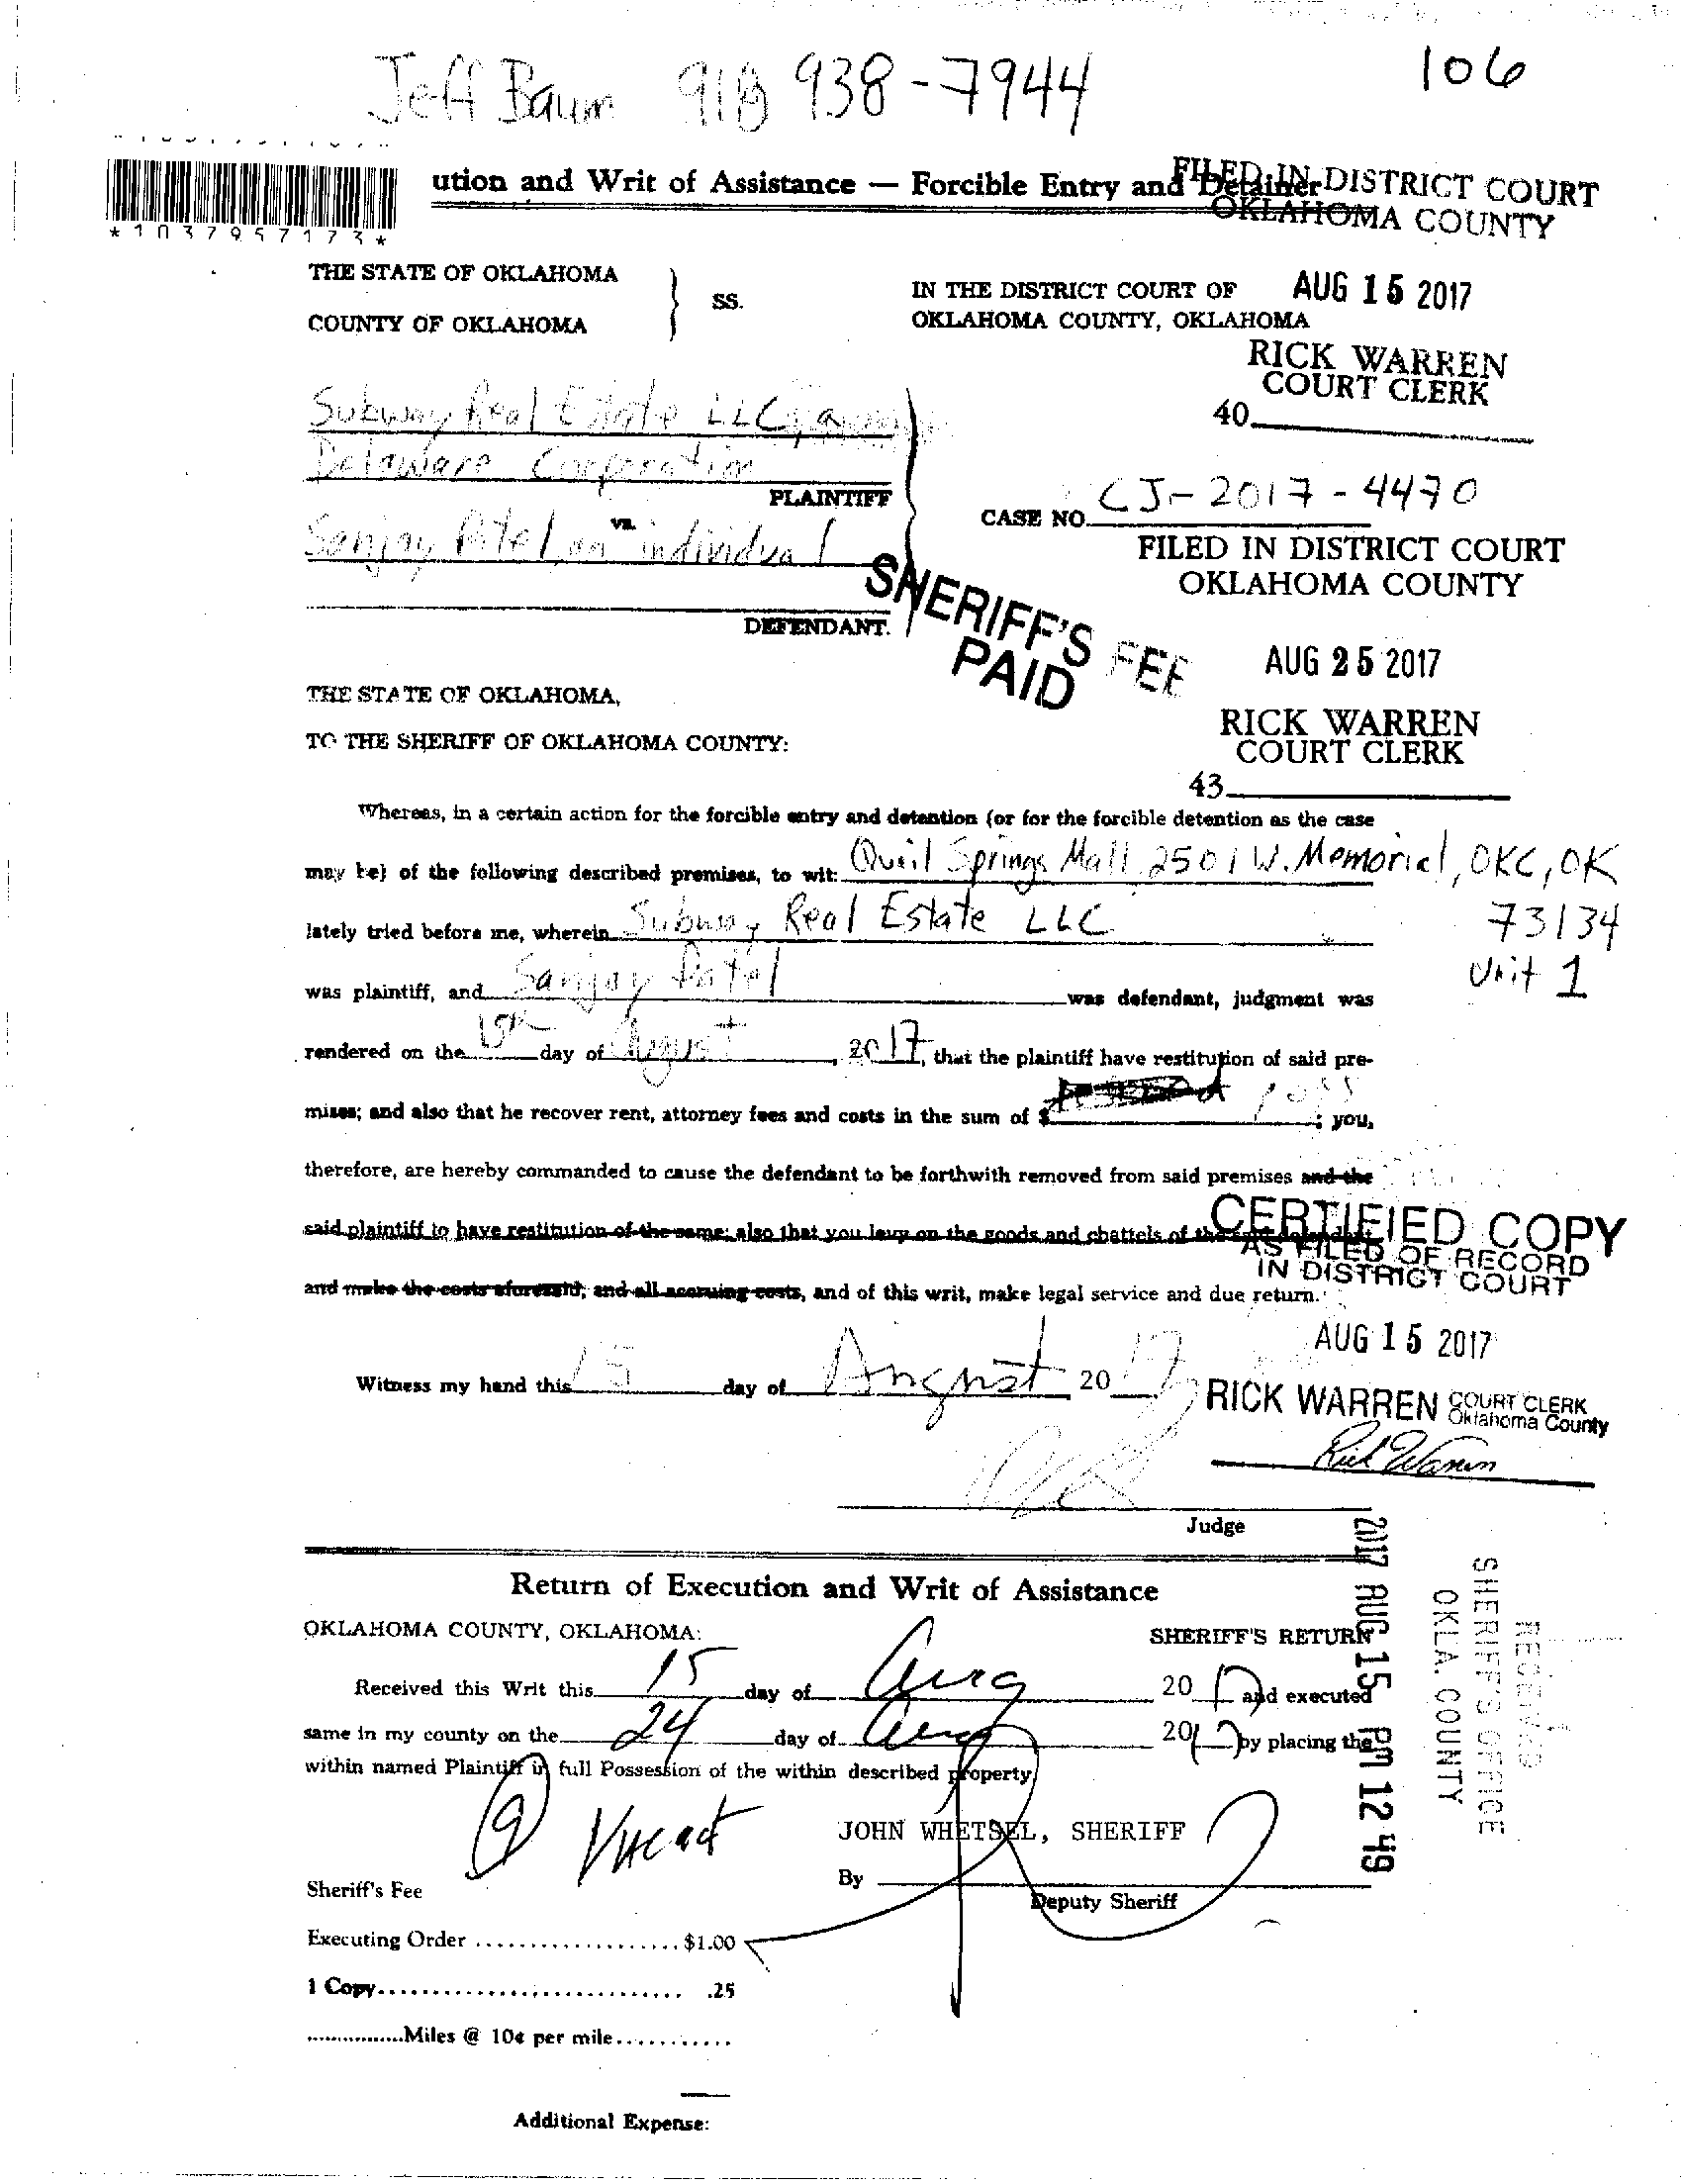 Jeff Baum 918 938-7944
106
ution and Writ of Assistance — Forcible Entry and Detainer
FILED IN DISTRICT COURT
OKLAHOMA COUNTY
*1037957173*
THE STATE OF OKLAHOMA
COUNTY OF OKLAHOMA
SS.
IN THE DISTRICT COURT OF
OKLAHOMA COUNTY, OKLAHOMA
AUG 15 2017
RICK WARREN
COURT CLERK
40
Subway Real Estate LLC, a
Delaware Corporation
PLAINTIFF
vs.
Sanjay Patel, an individual
DEFENDANT.
CASE NO. CJ-2017-4470
FILED IN DISTRICT COURT
OKLAHOMA COUNTY
SHERIFF'S FEE
PAID
AUG 25 2017
RICK WARREN
COURT CLERK
43
THE STATE OF OKLAHOMA,
TO THE SHERIFF OF OKLAHOMA COUNTY:
Whereas, in a certain action for the forcible entry and detention (or for the forcible detention as the case
may be) of the following described premises, to wit: Quail Springs Mall 2501 W. Memorial, OKC, OK
73134
Unit 1
lately tried before me, wherein Subway Real Estate LLC
was plaintiff, and Sanjay Patel was defendant, judgment was
rendered on the 15th day of August, 2017, that the plaintiff have restitution of said pre-
mises; and also that he recover rent, attorney fees and costs in the sum of $ ; you,
therefore, are hereby commanded to cause the defendant to be forthwith removed from said premises and the
said plaintiff to have restitution of the same; also that you levy on the goods and chattels of the said defendant
and make the costs aforesaid, and all accruing costs, and of this writ, make legal service and due return.
CERTIFIED COPY
AS FILED OF RECORD
IN DISTRICT COURT
AUG 15 2017
RICK WARREN COURT CLERK
Oklahoma County
Rick Warren
Witness my hand this 15 day of August 2017
Judge
Return of Execution and Writ of Assistance
OKLAHOMA COUNTY, OKLAHOMA:
SHERIFF'S RETURN
Received this Writ this 15 day of Aug 2017 and executed
same in my county on the 24 day of Aug 2017 by placing the
within named Plaintiff in full Possession of the within described property
Vacant
JOHN WHETSEL, SHERIFF
By
Deputy Sheriff
Sheriff's Fee
Executing Order .................... $1.00
1 Copy............................. .25
................Miles @ 10¢ per mile............
Additional Expense:
2017 AUG 15 PM 12 49
RECEIVED
SHERIFF'S OFFICE
OKLA. COUNTY